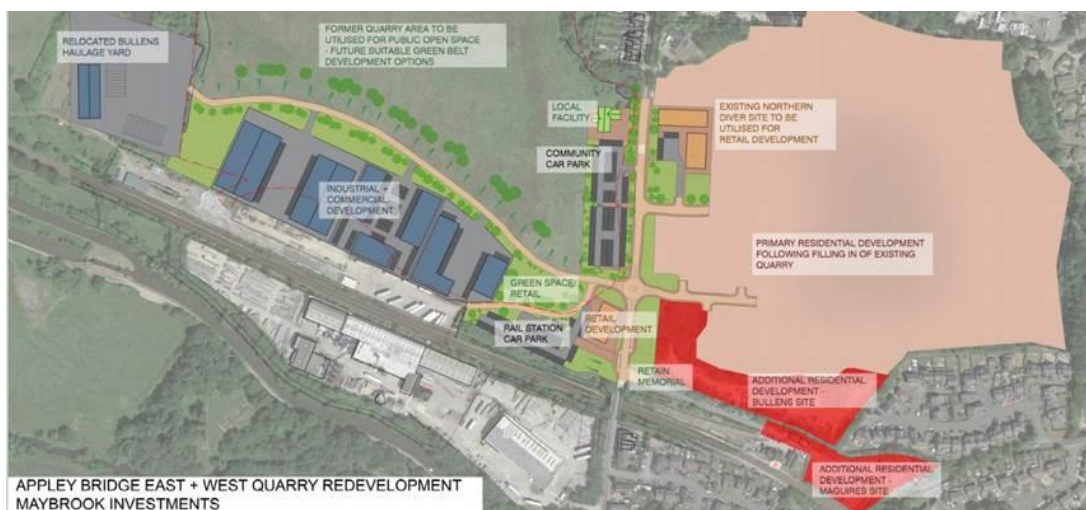 RELOCATED BULLENS
HAULAGE YARD
FORMER QUARRY AREA TO BE
UTILISED FOR PUBLIC OPEN SPACE
- FUTURE SUITABLE GREEN BELT
DEVELOPMENT OPTIONS
LOCAL
FACILITY
EXISTING NORTHERN
DIVER SITE TO BE
UTILISED FOR
RETAIL DEVELOPMENT
COMMUNITY
CAR PARK
INDUSTRIAL +
COMMERCIAL
DEVELOPMENT
PRIMARY RESIDENTIAL DEVELOPMENT
FOLLOWING FILLING IN OF EXISTING
QUARRY
GREEN SPACE/
RETAIL
RAIL STATION
CAR PARK
RETAIL
DEVELOPMENT
RETAIN
MEMORIAL
ADDITIONAL RESIDENTIAL
DEVELOPMENT -
BULLENS SITE
ADDITIONAL RESIDENTIAL
DEVELOPMENT -
MAGUIRES SITE
APPLEY BRIDGE EAST + WEST QUARRY REDEVELOPMENT
MAYBROOK INVESTMENTS